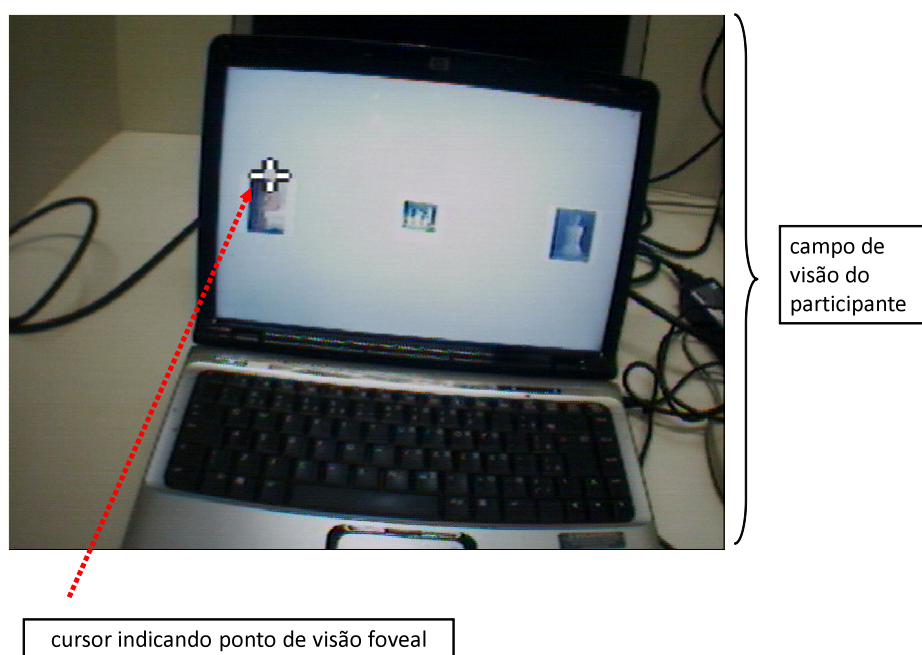 campo de
visão do
participante
cursor indicando ponto de visão foveal